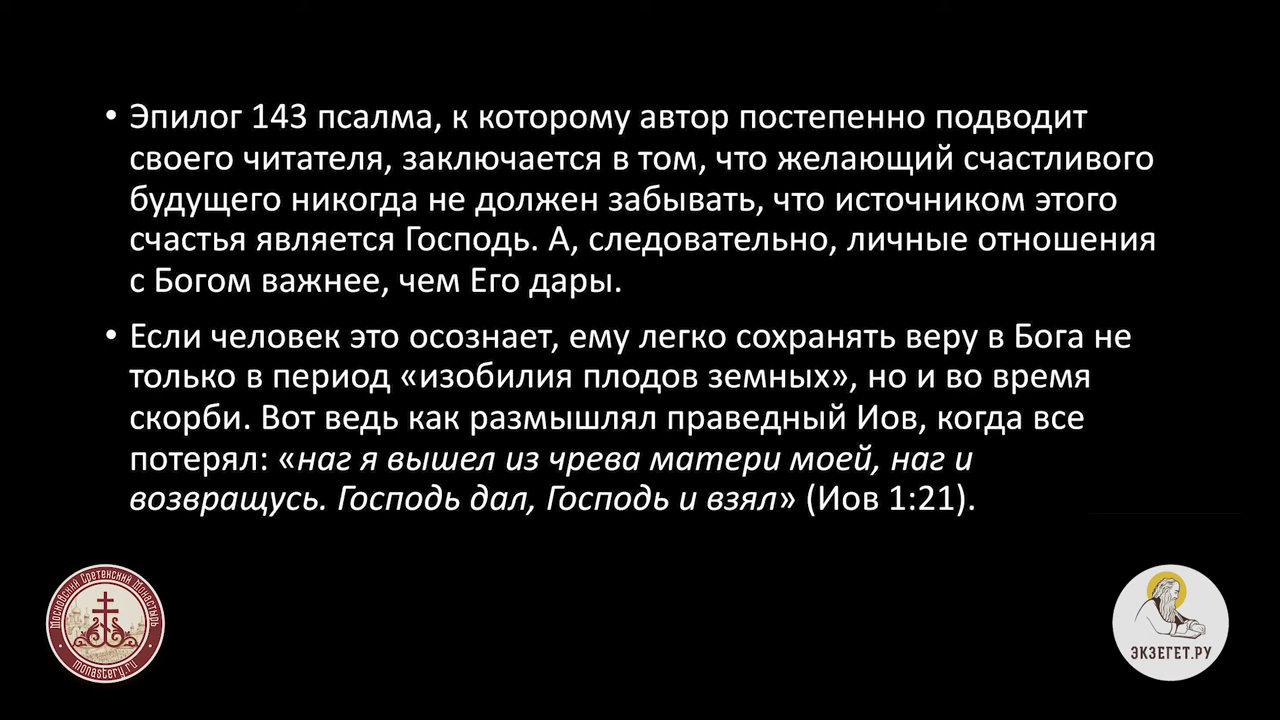 • Эпилог 143 псалма, к которому автор постепенно подводит
своего читателя, заключается в том, что желающий счастливого
будущего никогда не должен забывать, что источником этого
счастья является Господь. А, следовательно, личные отношения
с Богом важнее, чем Его дары.
• Если человек это осознает, ему легко сохранять веру в Бога не
только в период «изобилия плодов земных», но и во время
скорби. Вот ведь как размышлял праведный Иов, когда все
потерял: «наг я вышел из чрева матери моей, наг и
возвращусь. Господь дал, Господь и взял» (Иов 1:21).
Московский Сретенский Монастырь
monastery.ru
ЭКЗЕГЕТ.РУ